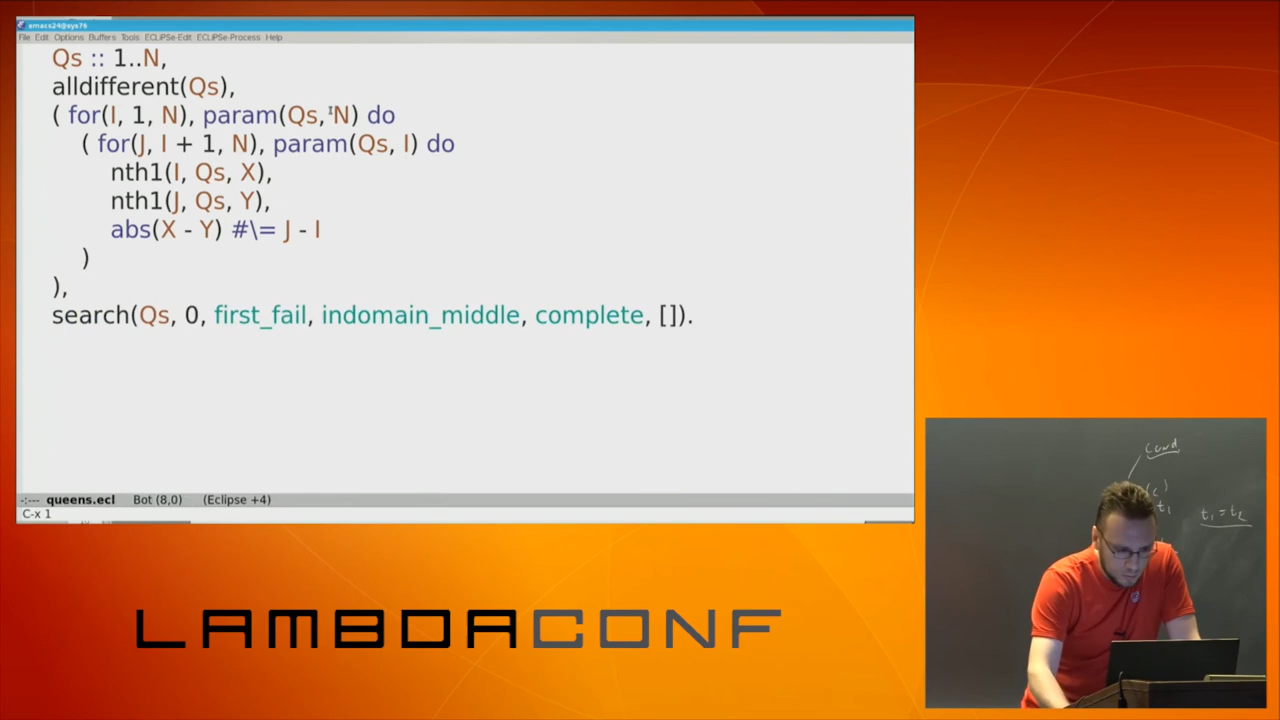 emacs24@sys76
File Edit Options Buffers Tools ECLiPSe-Edit ECLiPSe-Process Help
Qs :: 1..N,
alldifferent(Qs),
( for(I, 1, N), param(Qs, N) do
( for(J, I + 1, N), param(Qs, I) do
nth1(I, Qs, X),
nth1(J, Qs, Y),
abs(X - Y) #\= J - I
)
),
search(Qs, 0, first_fail, indomain_middle, complete, []).
-:--- queens.ecl Bot (8,0) (Eclipse +4)
C-x 1
cond
t1
t1 = t2
LAMBDACONF